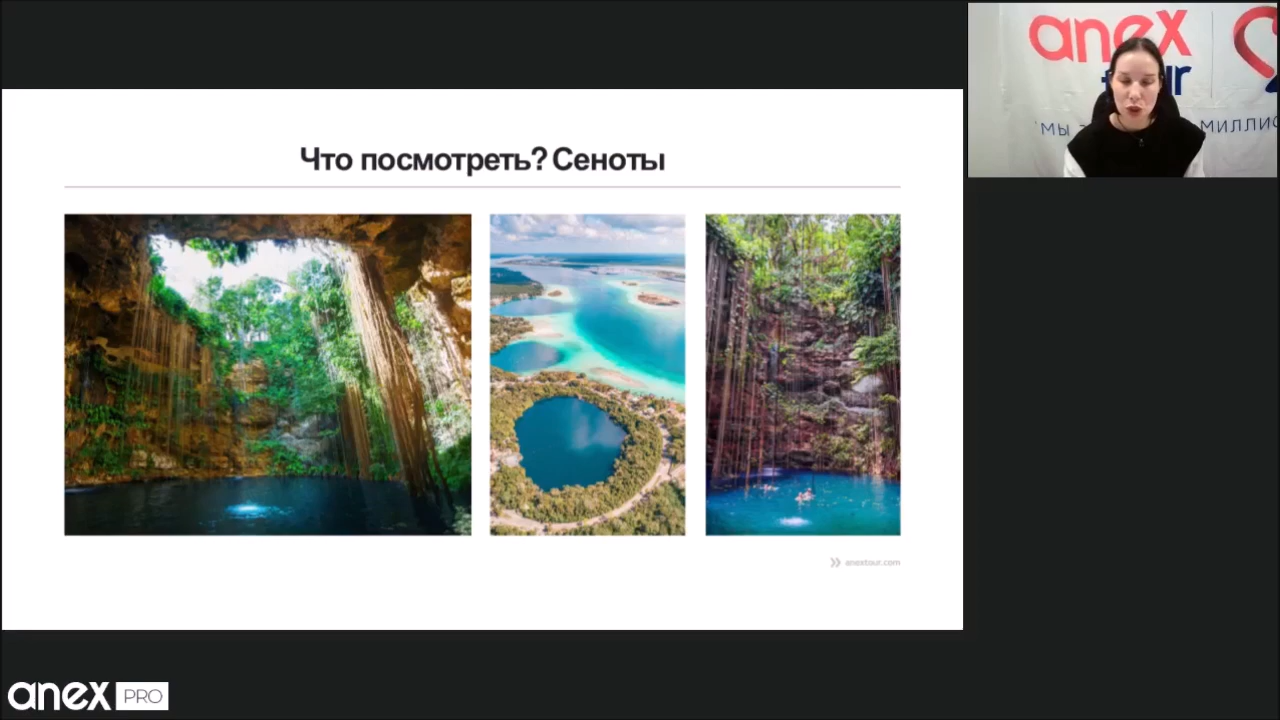 Что посмотреть? Сеноты
anextour.com
anex
tour
МЫ
МИЛЛИО
anex PRO